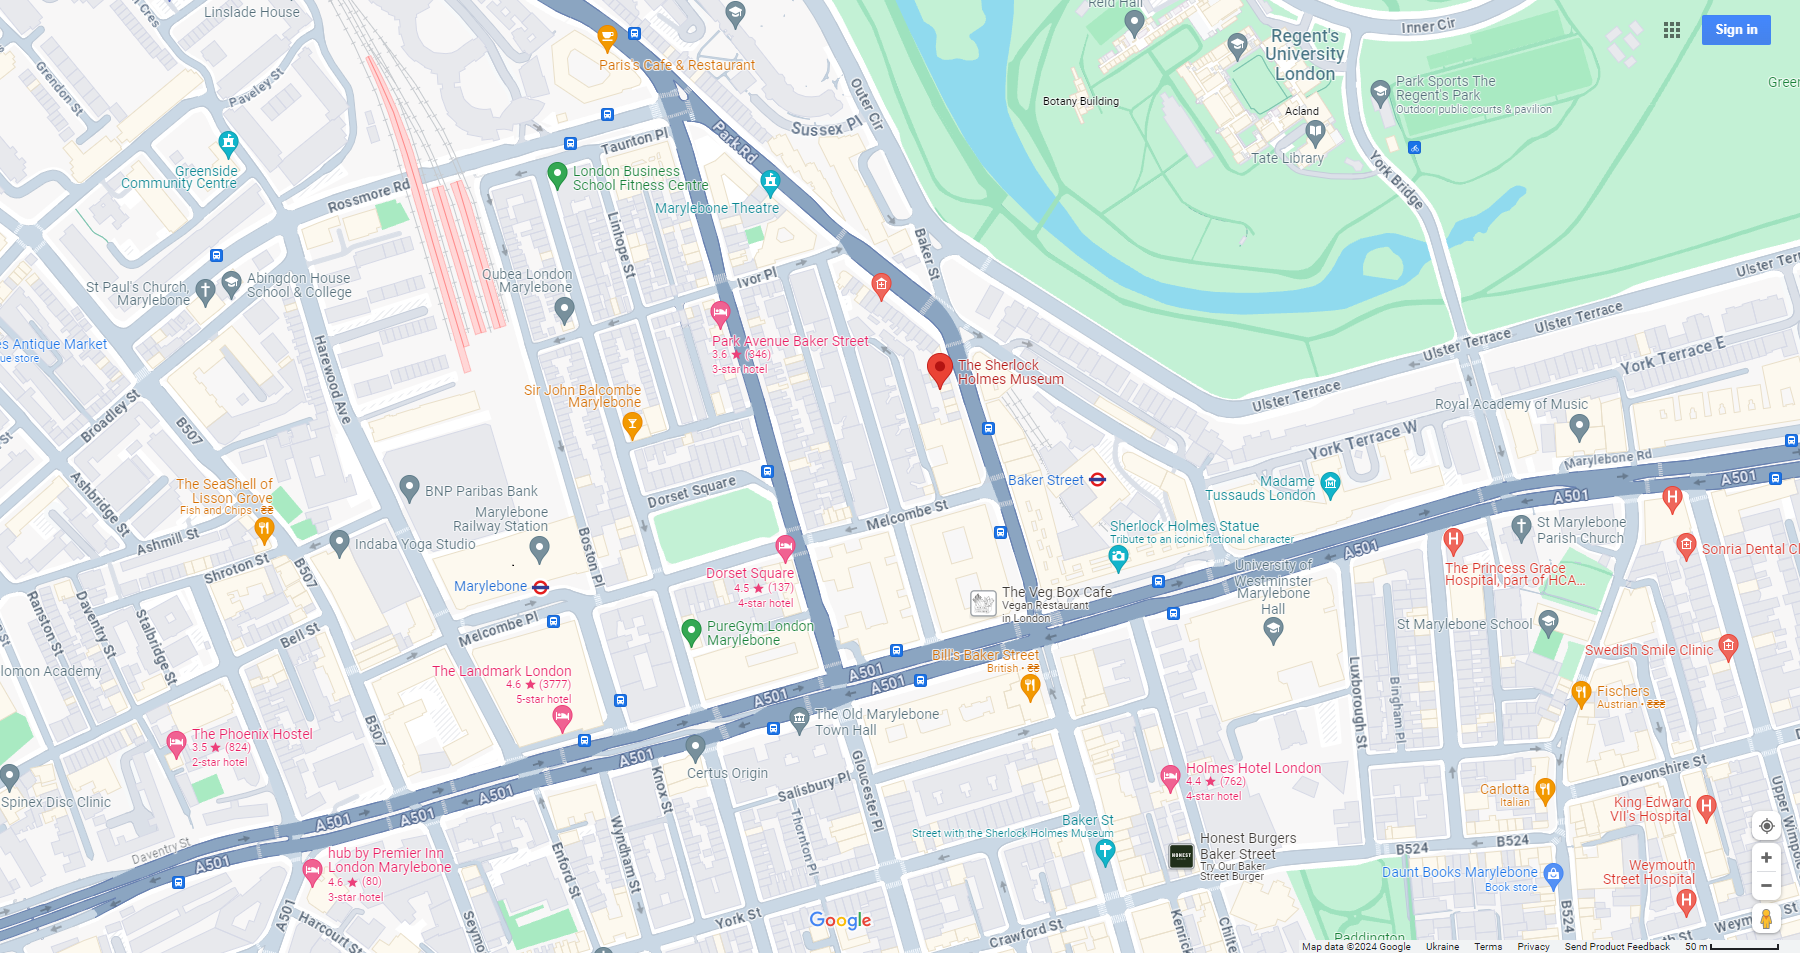 Linslade House
Reid Hall
Inner Cir
Sign in
Paris's Cafe & Restaurant
Regent's
University
London
Grendon St
Paveley St
Outer Cir
Botany Building
Park Sports The
Regent's Park
Outdoor public courts & pavilion
Acland
Sussex Pl
Taunton Pl
Park Rd
Greenside
Community Centre
London Business
School Fitness Centre
Tate Library
York Bridge
Rossmore Rd
Marylebone Theatre
Linhope St
Baker St
St Paul's Church,
Marylebone
Abingdon House
School & College
Qubea London
Marylebone
Ivor Pl
Ulster Terrace
Ulster Terrace
Ulster Terrace
Ulster Terrace
York Terrace E
es Antique Market
ue store
Harewood Ave
Park Avenue Baker Street
3.6 ★ (346)
3-star hotel
The Sherlock
Holmes Museum
Sir John Balcombe
Marylebone
Broadley St
B507
Royal Academy of Music
York Terrace W
Marylebone Rd
A501
A501
The SeaShell of
Lisson Grove
Fish and Chips • ₴₴
BNP Paribas Bank
Marylebone
Railway Station
Dorset Square
Baker Street
Madame
Tussauds London
Ashbridge St
Melcombe St
Sherlock Holmes Statue
Tribute to an iconic fictional character
St Marylebone
Parish Church
Ashmill St
Indaba Yoga Studio
Boston Pl
A501
Sonria Dental Cl
Shroton St
B507
Marylebone
Dorset Square
4.5 ★ (137)
4-star hotel
University of
Westminster
Marylebone
Hall
The Princess Grace
Hospital, part of HCA...
The Veg Box Cafe
Vegan Restaurant
in London
Ranston St
Daventry St
Stalbridge St
Bell St
Melcombe Pl
PureGym London
Marylebone
St Marylebone School
Swedish Smile Clinic
olomon Academy
The Landmark London
4.6 ★ (3777)
5-star hotel
Bill's Baker Street
British • ₴₴
A501
A501
A501
Luxborough St
Bingham Pl
Fischers
Austrian • ₴₴₴
The Phoenix Hostel
3.5 ★ (824)
2-star hotel
B507
The Old Marylebone
Town Hall
A501
Certus Origin
Knox St
Salisbury Pl
Gloucester Pl
Holmes Hotel London
4.4 ★ (762)
4-star hotel
Devonshire St
Spinex Disc Clinic
A501
A501
A501
A501
Carlotta
Italian
King Edward
VII's Hospital
Upper Wimpo
Baker St
Street with the Sherlock Holmes Museum
Thornton Pl
Wyndham St
Enford St
Daventry St
Honest Burgers
Baker Street
Try Our Baker
Street Burger
HONEST
B524
B524
hub by Premier Inn
London Marylebone
4.6 ★ (80)
3-star hotel
Daunt Books Marylebone
Book store
Weymouth
Street Hospital
A501
Harcourt St
Seymo
York St
Google
Crawford St
Kenrick
Chilte
Paddington
B524
Weym
th St
Map data ©2024 Google
Ukraine
Terms
Privacy
Send Product Feedback
50 m